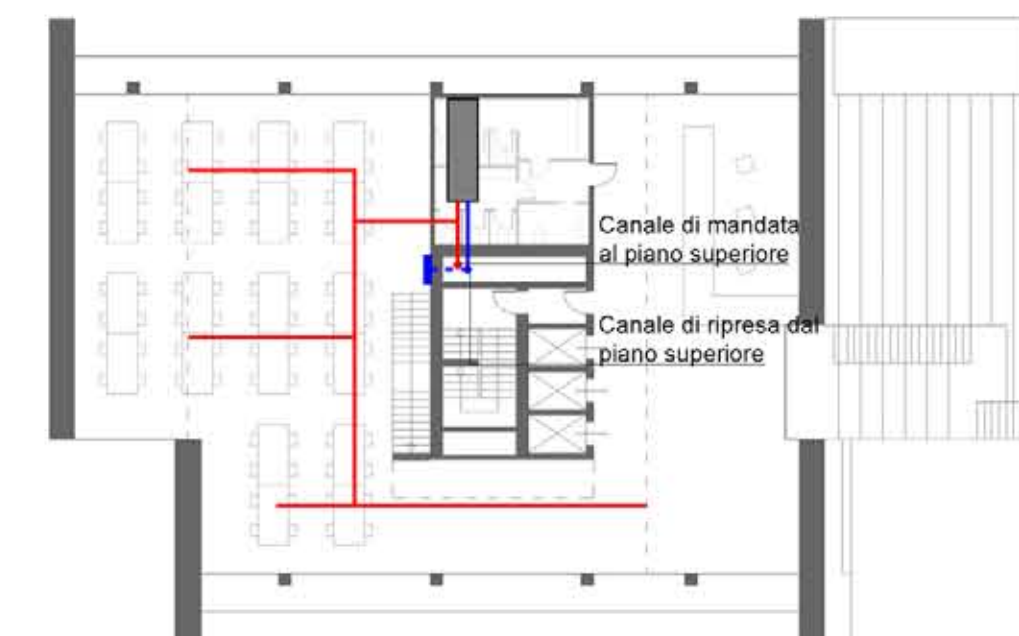 Canale di mandata
al piano superiore
Canale di ripresa dal
piano superiore